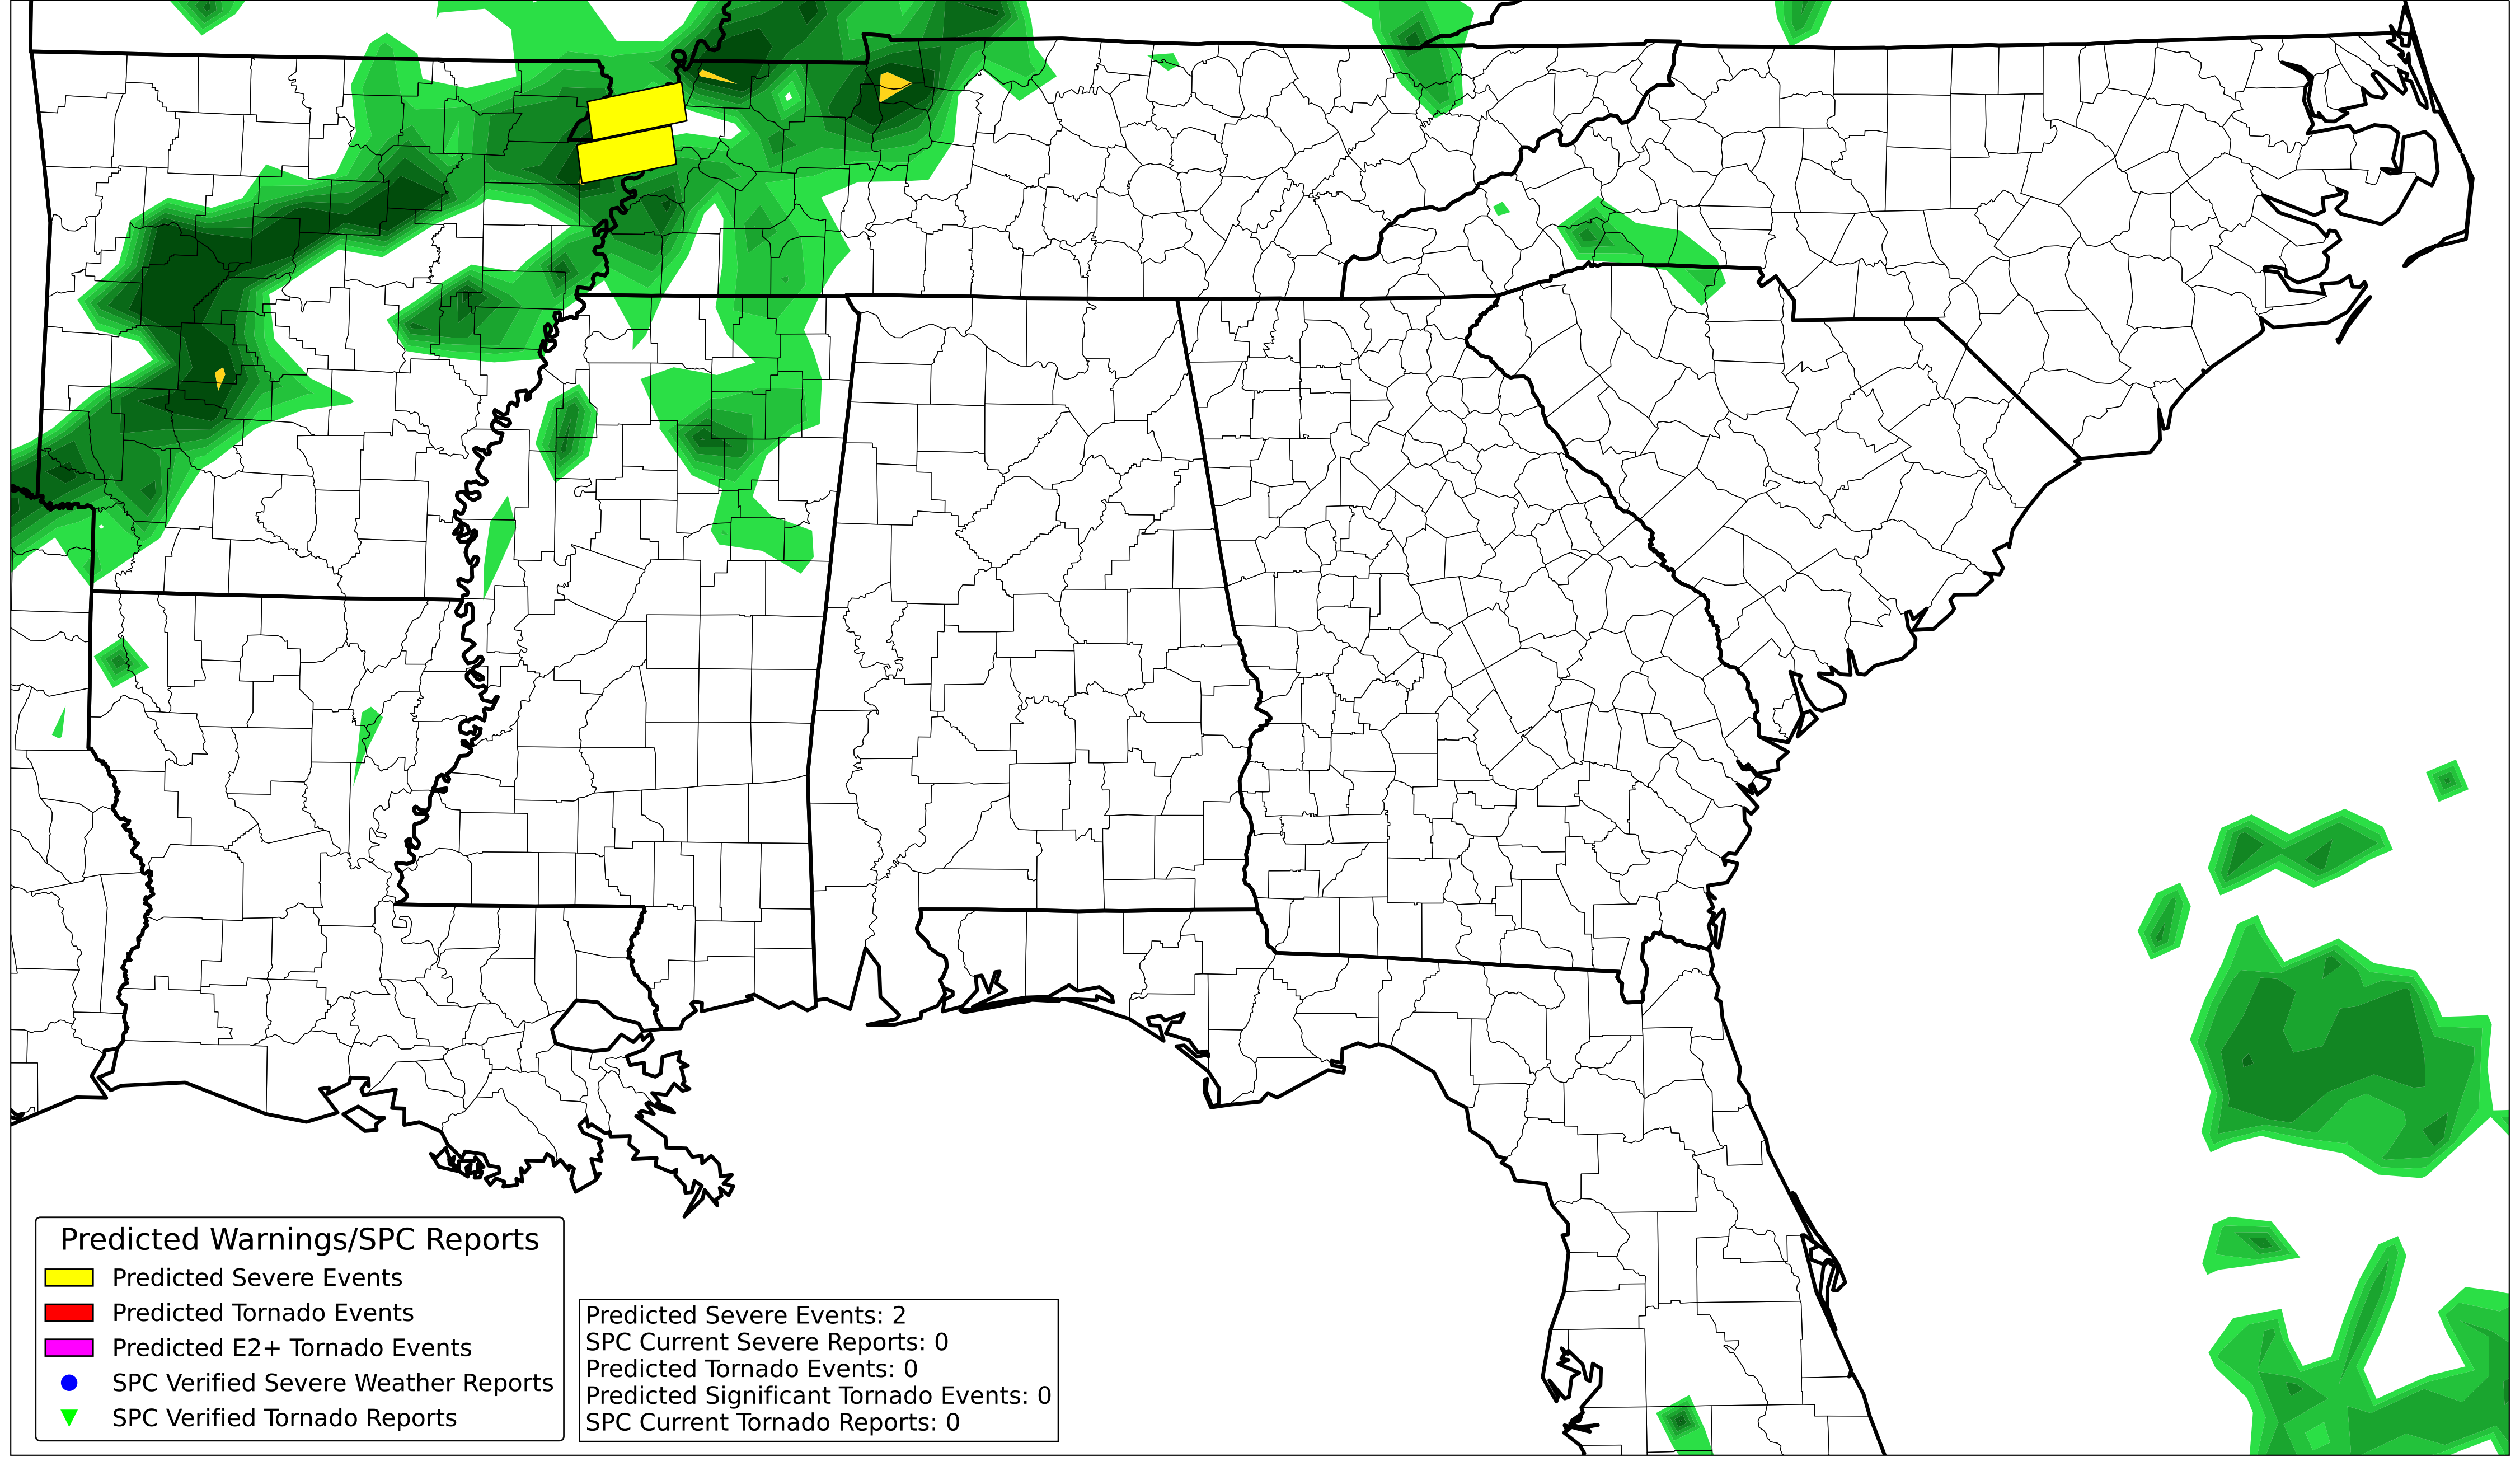 Predicted Warnings/SPC Reports
Predicted Severe Events
Predicted Tornado Events
Predicted E2+ Tornado Events
SPC Verified Severe Weather Reports
SPC Verified Tornado Reports
Predicted Severe Events: 2
SPC Current Severe Reports: 0
Predicted Tornado Events: 0
Predicted Significant Tornado Events: 0
SPC Current Tornado Reports: 0